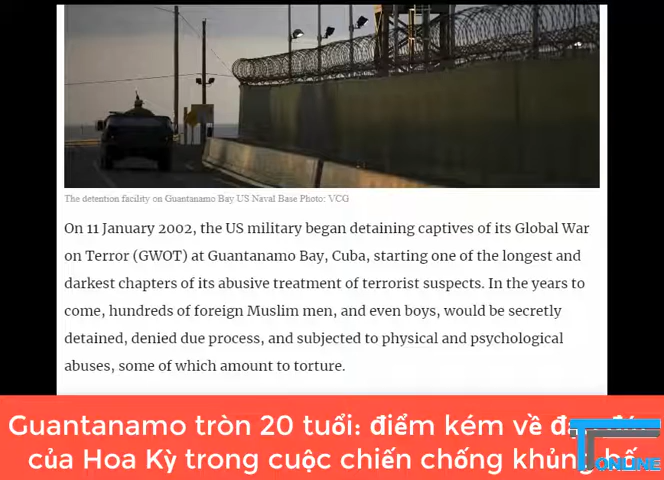 The detention facility on Guantanamo Bay US Naval Base Photo: VCG
On 11 January 2002, the US military began detaining captives of its Global War
on Terror (GWOT) at Guantanamo Bay, Cuba, starting one of the longest and
darkest chapters of its abusive treatment of terrorist suspects. In the years to
come, hundreds of foreign Muslim men, and even boys, would be secretly
detained, denied due process, and subjected to physical and psychological
abuses, some of which amount to torture.
Guantanamo tròn 20 tuổi: điểm kém về
của Hoa Kỳ trong cuộc chiến chống khủng bố
ONLINE